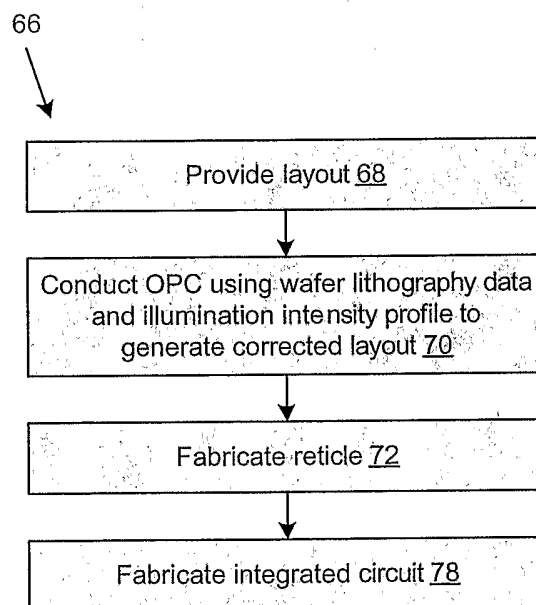 66
Provide layout 68
Conduct OPC using wafer lithography data
and illumination intensity profile to
generate corrected layout 70
Fabricate reticle 72
Fabricate integrated circuit 78